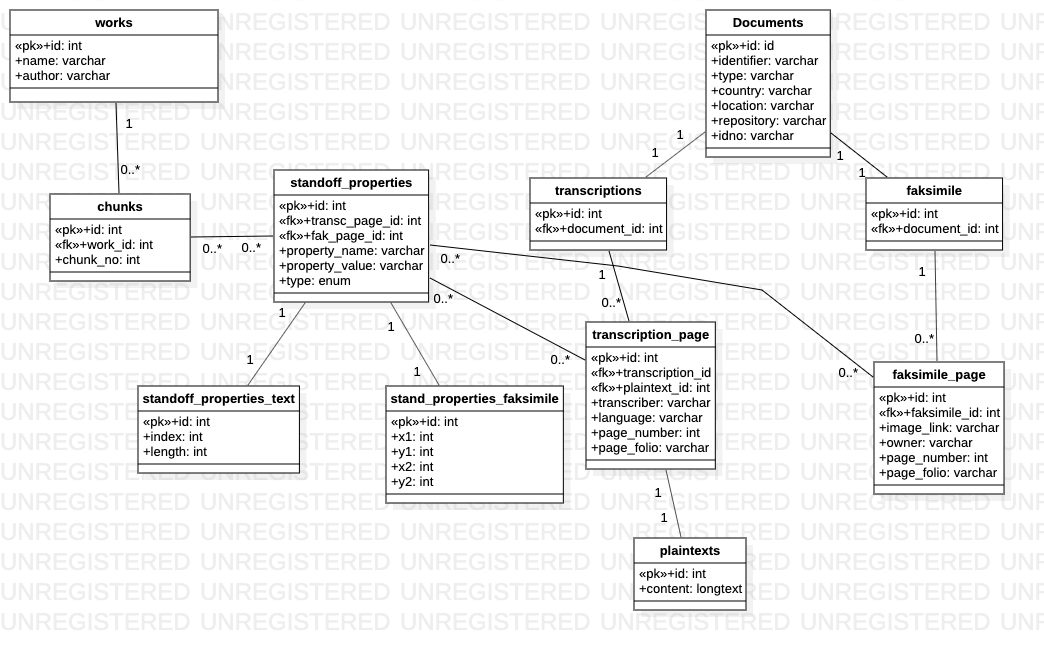 works
«pk»+id: int
+name: varchar
+author: varchar
1
0..*
chunks
«pk»+id: int
«fk»+work_id: int
+chunk_no: int
0..*
0..*
standoff_properties
«pk»+id: int
«fk»+transc_page_id: int
«fk»+fak_page_id: int
+property_name: varchar
+property_value: varchar
+type: enum
0..*
0..*
1
1
1
1
standoff_properties_text
«pk»+id: int
+index: int
+length: int
stand_properties_faksimile
«pk»+id: int
+x1: int
+y1: int
+x2: int
+y2: int
Documents
«pk»+id: id
+identifier: varchar
+type: varchar
+country: varchar
+location: varchar
+repository: varchar
+idno: varchar
1
1
1
1
transcriptions
«pk»+id: int
«fk»+document_id: int
1
0..*
0..*
transcription_page
«pk»+id: int
«fk»+transcription_id
«fk»+plaintext_id: int
+transcriber: varchar
+language: varchar
+page_number: int
+page_folio: varchar
1
1
plaintexts
«pk»+id: int
+content: longtext
faksimile
«pk»+id: int
«fk»+document_id: int
1
0..*
0..*
faksimile_page
«pk»+id: int
«fk»+faksimile_id: int
+image_link: varchar
+owner: varchar
+page_number: int
+page_folio: varchar
UNREGISTERED